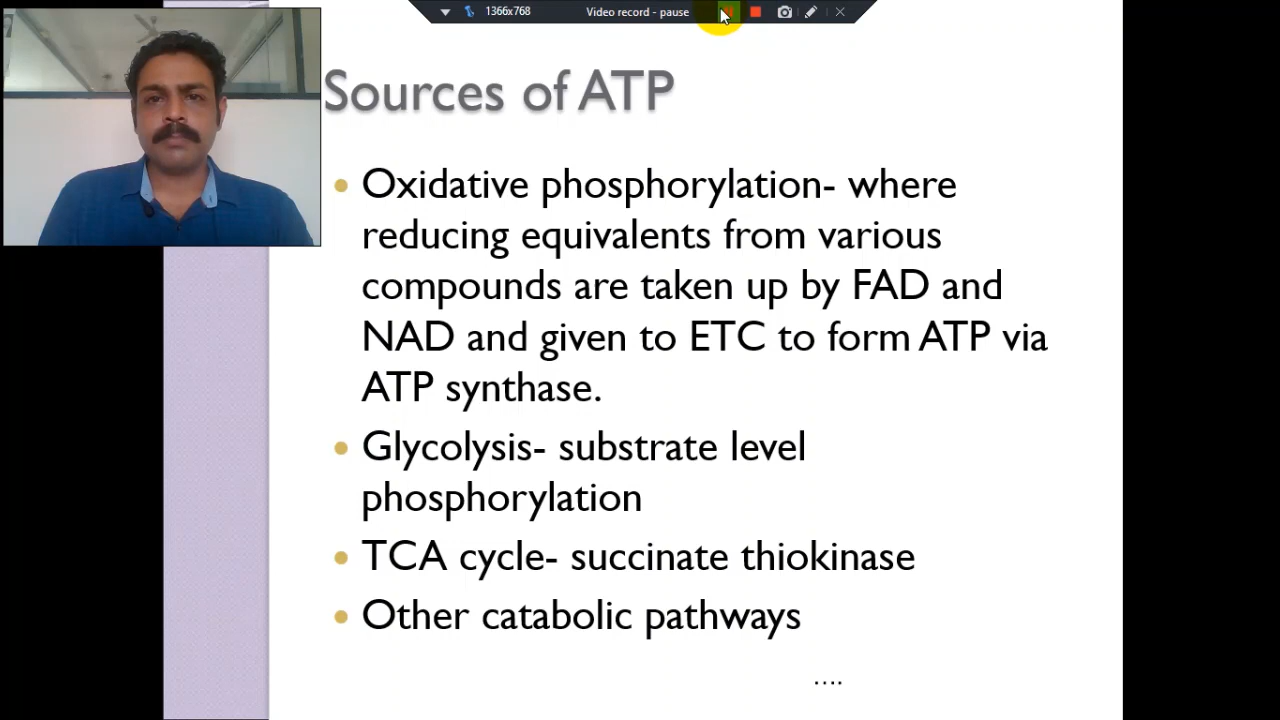 1366x768 Video record - pause
Sources of ATP
Oxidative phosphorylation- where
reducing equivalents from various
compounds are taken up by FAD and
NAD and given to ETC to form ATP via
ATP synthase.
Glycolysis- substrate level
phosphorylation
TCA cycle- succinate thiokinase
Other catabolic pathways
....